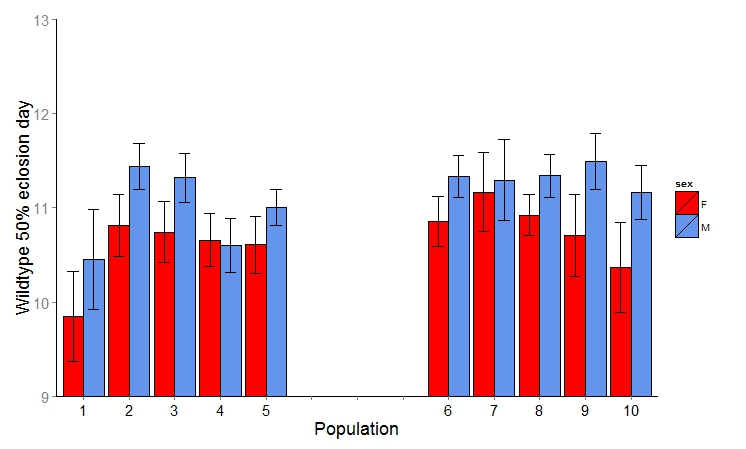 Wildtype 50% eclosion day
13
12
11
10
9
1 2 3 4 5 6 7 8 9 10
Population
sex
F
M